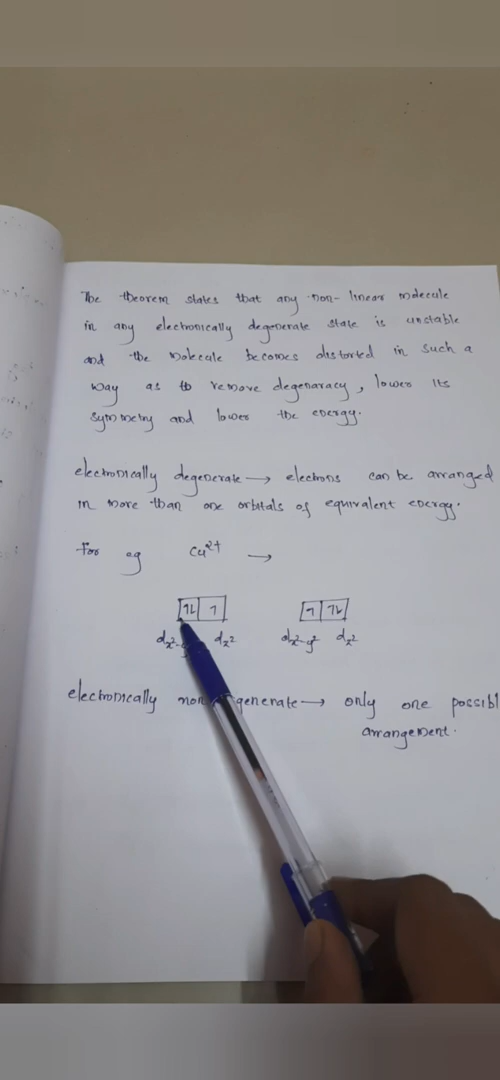 The theorem states that any non-linear molecule
in any electronically degenerate state is unstable
and the molecule becomes distorted in such a
way as to remove degenaracy, lower its
symmetry and lower the energy.
electronically degenerate → electrons can be arranged
in more than one orbitals of equivalent energy.
For eg Cu²⁺ →
↿⇂ ↿ ↿ ↿⇂
dx²- dz² dx²-y² dz²
electronically non generate → only one possibl
arrangement.